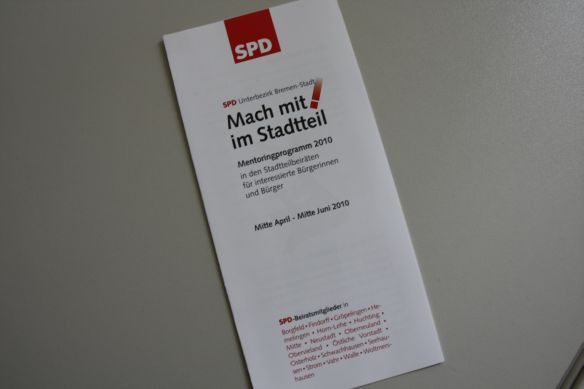 SPD
SPD Unterbezirk Bremen-Stadt
Mach mit!
im Stadtteil
Mentoringprogramm 2010
in den Stadtteilbeiräten
für interessierte Bürgerinnen
und Bürger
Mitte April - Mitte Juni 2010
SPD-Beiratsmitglieder in
Borgfeld • Findorff • Gröpelingen • He-
melingen • Horn-Lehe • Huchting •
Mitte • Neustadt • Oberneuland •
Obervieland • Östliche Vorstadt •
Osterholz • Schwachhausen • Seehau-
sen • Strom • Vahr • Walle • Woltmers-
hausen